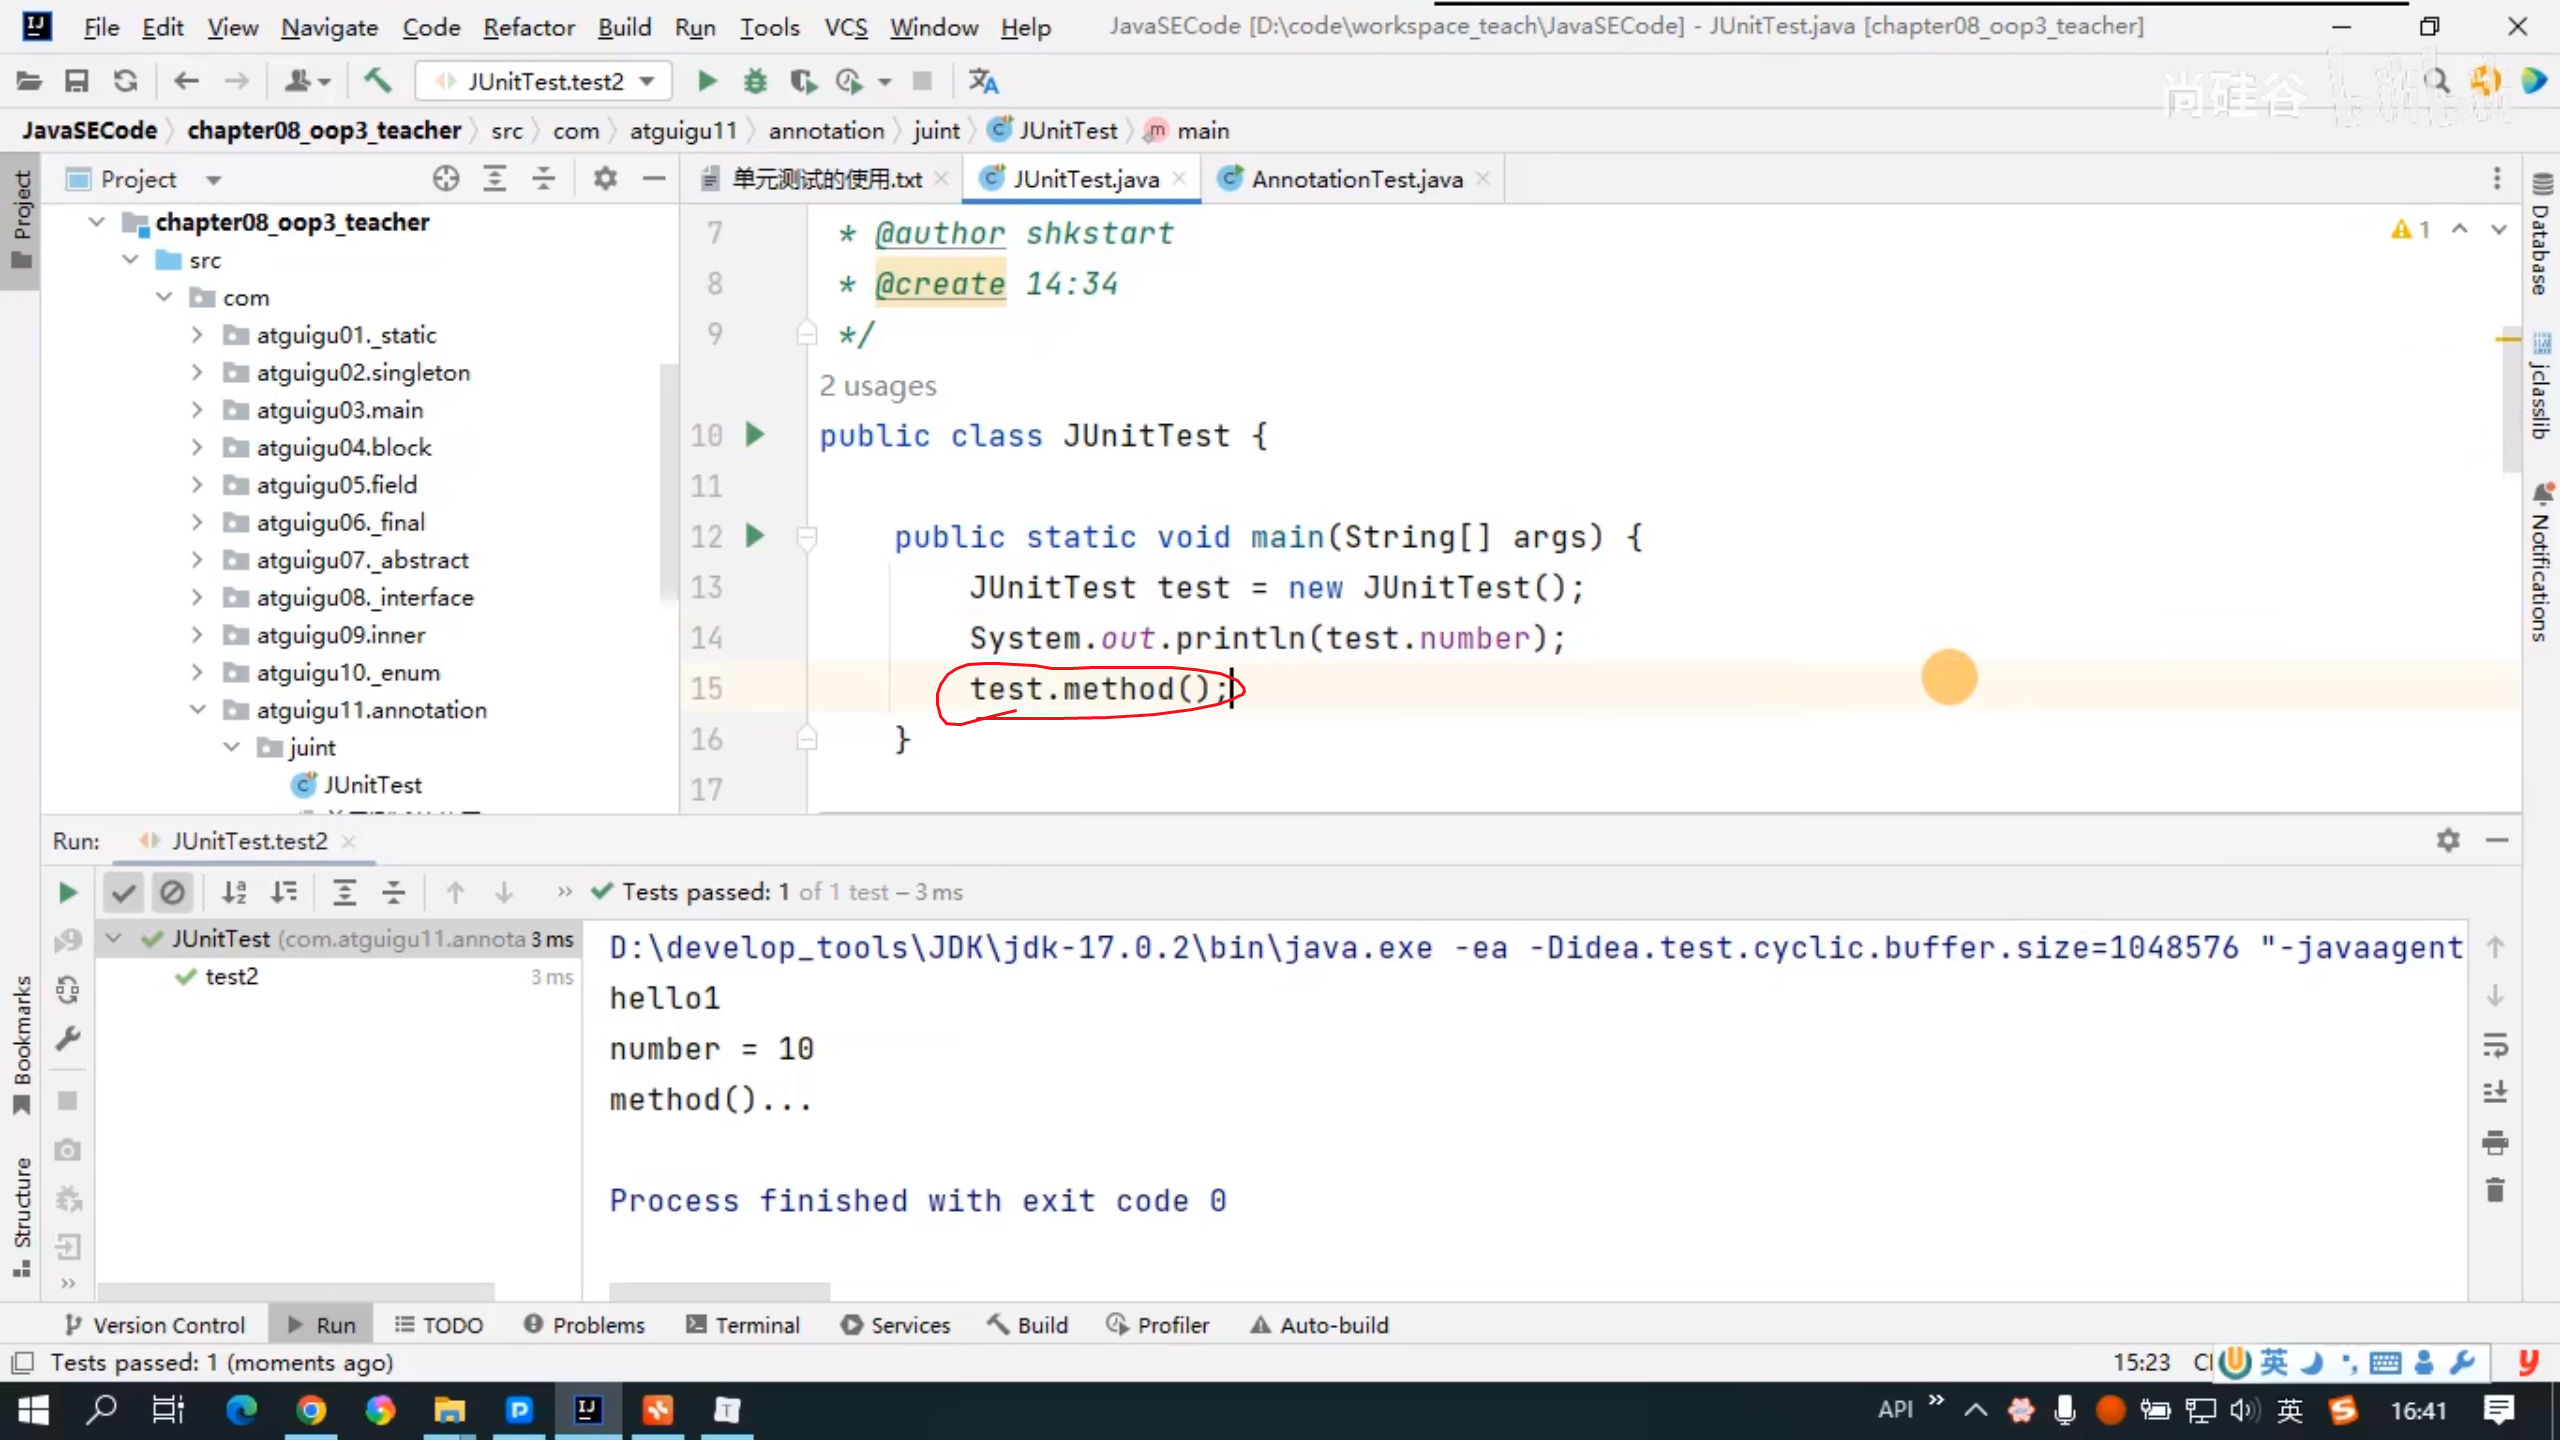 File Edit View Navigate Code Refactor Build Run Tools VCS Window Help JavaSECode [D:\code\workspace_teach\JavaSECode] - JUnitTest.java [chapter08_oop3_teacher]
JUnitTest.test2
尚硅谷 bilibili
JavaSECode chapter08_oop3_teacher src com atguigu11 annotation juint JUnitTest main
Project
Project
chapter08_oop3_teacher
src
com
atguigu01._static
atguigu02.singleton
atguigu03.main
atguigu04.block
atguigu05.field
atguigu06._final
atguigu07._abstract
atguigu08._interface
atguigu09.inner
atguigu10._enum
atguigu11.annotation
juint
JUnitTest
单元测试的使用.txt JUnitTest.java AnnotationTest.java
1
7 * @author shkstart
8 * @create 14:34
9 */
2 usages
10 public class JUnitTest {
11
12 public static void main(String[] args) {
13 JUnitTest test = new JUnitTest();
14 System.out.println(test.number);
15 test.method();
16 }
17
Database
jclasslib
Notifications
Run: JUnitTest.test2
Tests passed: 1 of 1 test – 3 ms
JUnitTest (com.atguigu11.annota 3 ms
test2 3 ms
D:\develop_tools\JDK\jdk-17.0.2\bin\java.exe -ea -Didea.test.cyclic.buffer.size=1048576 "-javaagent
hello1
number = 10
method()...
Process finished with exit code 0
Bookmarks
Structure
Version Control Run TODO Problems Terminal Services Build Profiler Auto-build
Tests passed: 1 (moments ago)
15:23 英
API 英 16:41